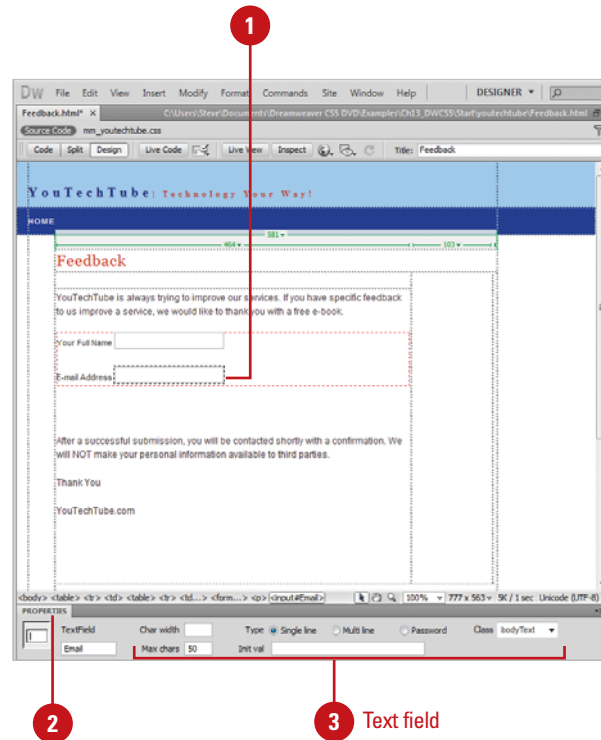 1
DW File Edit View Insert Modify Format Commands Site Window Help DESIGNER
Feedback.html* × C:\Users\Steve\Documents\Dreamweaver CS5 DVD\Examples\Ch13_DWCS5\Start\youtechtube\Feedback.html
Source Code mm_youtechtube.css
Code Split Design Live Code Live View Inspect Title: Feedback
YouTechTube| Technology Your Way!
HOME
581
464 103
Feedback
YouTechTube is always trying to improve our services. If you have specific feedback
to us improve a service, we would like to thank you with a free e-book.
Your Full Name
E-mail Address
After a successful submission, you will be contacted shortly with a confirmation. We
will NOT make your personal information available to third parties.
Thank You
YouTechTube.com
<body> <table> <tr> <td> <table> <tr> <td...> <form...> <p> <input#Email> 100% 777 x 563 5K / 1 sec Unicode (UTF-8)
PROPERTIES
TextField Char width Type Single line Multi line Password Class bodyText
Email Max chars 50 Init val
2
3 Text field